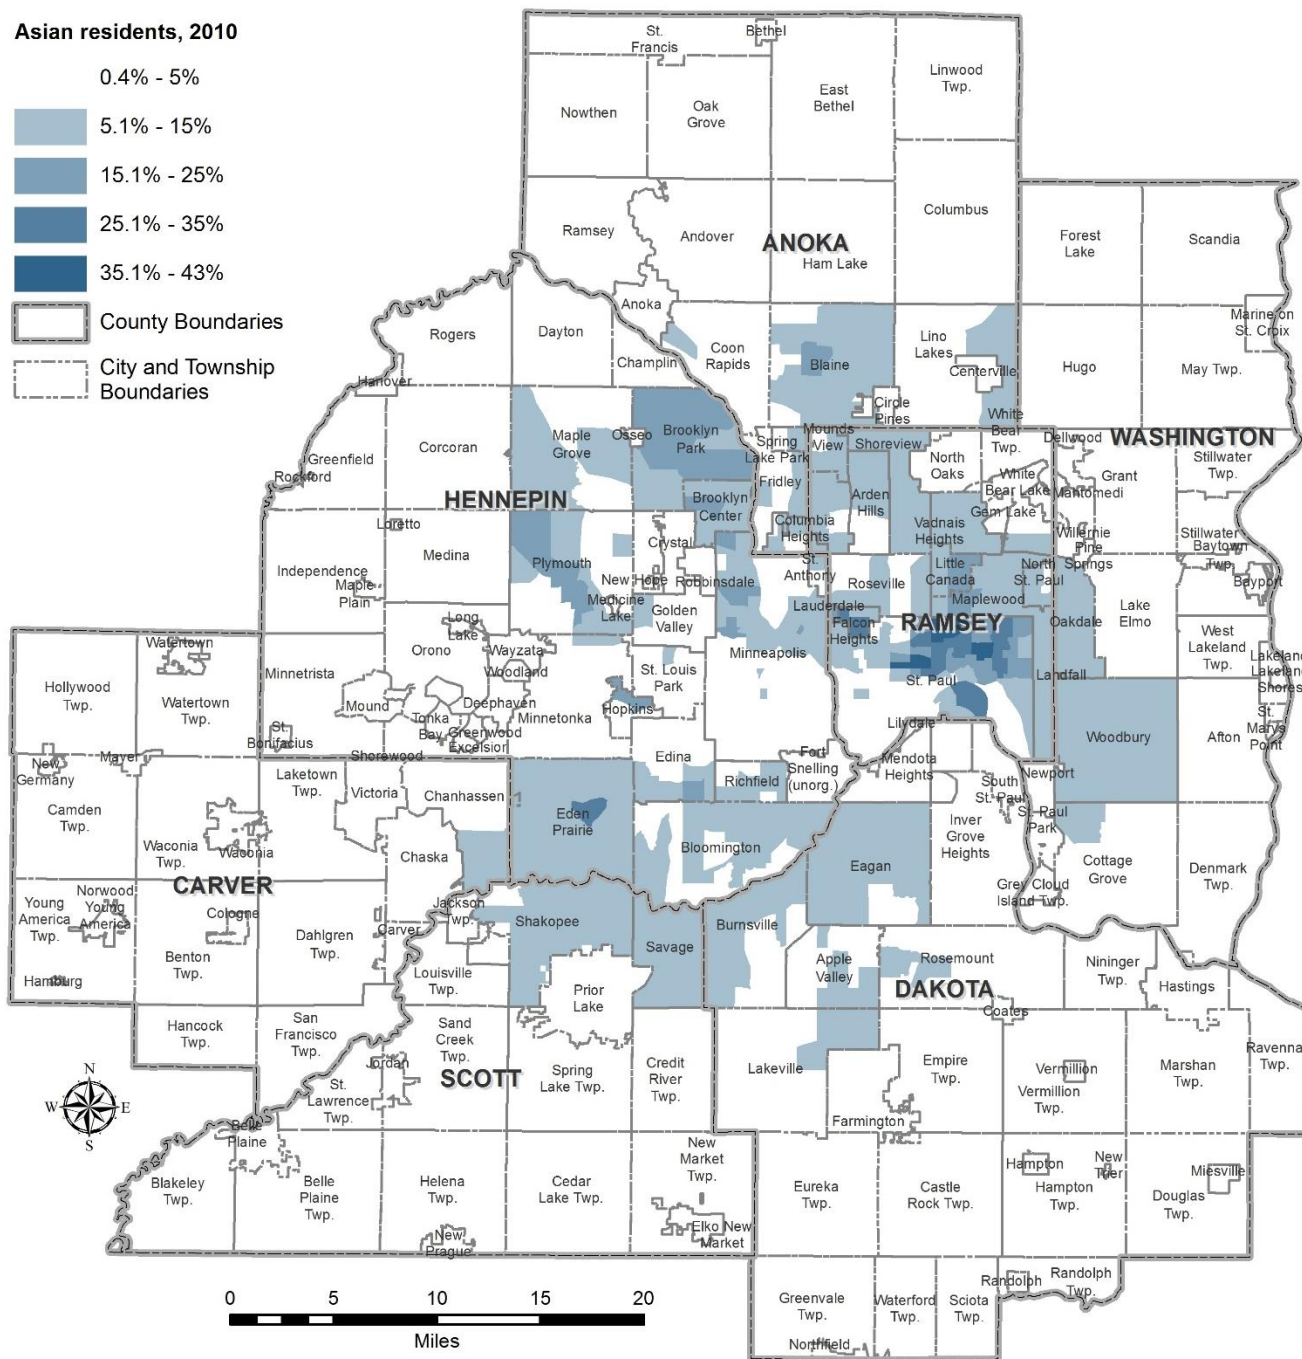 Asian residents, 2010
0.4% - 5%
5.1% - 15%
15.1% - 25%
25.1% - 35%
35.1% - 43%
County Boundaries
City and Township
Boundaries
St.
Francis
Bethel
Linwood
Twp.
Nowthen
Oak
Grove
East
Bethel
Ramsey
Andover
ANOKA
Ham Lake
Columbus
Forest
Lake
Scandia
Anoka
Rogers
Dayton
Champlin
Coon
Rapids
Blaine
Lino
Lakes
Centerville
Circle
Pines
Hugo
May Twp.
Marine on
St. Croix
Hanover
Corcoran
Maple
Grove
Osseo
Brooklyn
Park
Spring
Lake Park
Mounds
View
Shoreview
North
Oaks
White
Bear
Twp.
White
Bear Lake
Gem Lake
Dellwood
WASHINGTON
Grant
Mahtomedi
Stillwater
Twp.
Greenfield
Rockford
HENNEPIN
Brooklyn
Center
Fridley
Columbia
Heights
Arden
Hills
Vadnais
Heights
Willernie
Pine
Springs
Stillwater
Baytown
Twp.
Bayport
Loretto
Medina
Independence
Maple
Plain
Plymouth
Crystal
New
Hope
Robbinsdale
Medicine
Lake
Golden
Valley
St.
Anthony
Lauderdale
Roseville
Little
Canada
Maplewood
North
St. Paul
Falcon
Heights
RAMSEY
Oakdale
Lake
Elmo
West
Lakeland
Twp.
Lakeland
Lakeland
Shores
Watertown
Hollywood
Twp.
Watertown
Twp.
Minnetrista
Long
Lake
Orono
Wayzata
Woodland
Mound
Tonka
Bay
Deephaven
Greenwood
Excelsior
Minnetonka
Hopkins
St. Louis
Park
Minneapolis
St. Paul
Landfall
Lilydale
Woodbury
Afton
St.
Marys
Point
St.
Bonifacius
Shorewood
Mayer
New
Germany
Camden
Twp.
Laketown
Twp.
Victoria
Chanhassen
Waconia
Twp.
Waconia
Chaska
CARVER
Eden
Prairie
Edina
Richfield
Fort
Snelling
(unorg.)
Mendota
Heights
South
St. Paul
Newport
St. Paul
Park
Inver
Grove
Heights
Bloomington
Eagan
Cottage
Grove
Grey Cloud
Island Twp.
Denmark
Twp.
Young
America
Twp.
Norwood
Young
America
Cologne
Benton
Twp.
Dahlgren
Twp.
Carver
Jackson
Twp.
Louisville
Twp.
Shakopee
Savage
Burnsville
Prior
Lake
Apple
Valley
Rosemount
DAKOTA
Coates
Nininger
Twp.
Hastings
Hamburg
Hancock
Twp.
San
Francisco
Twp.
Sand
Creek
Twp.
Jordan
SCOTT
St.
Lawrence
Twp.
Spring
Lake Twp.
Credit
River
Twp.
Lakeville
Empire
Twp.
Farmington
Vermillion
Vermillion
Twp.
Marshan
Twp.
Ravenna
Twp.
N
W
E
S
Belle
Plaine
Blakeley
Twp.
Belle
Plaine
Twp.
Helena
Twp.
New
Prague
Cedar
Lake Twp.
New
Market
Twp.
Elko New
Market
Eureka
Twp.
Castle
Rock Twp.
Hampton
Hampton
Twp.
New
Trier
Miesville
Douglas
Twp.
Greenvale
Twp.
Northfield
Waterford
Twp.
Sciota
Twp.
Randolph
Randolph
Twp.
0 5 10 15 20
Miles